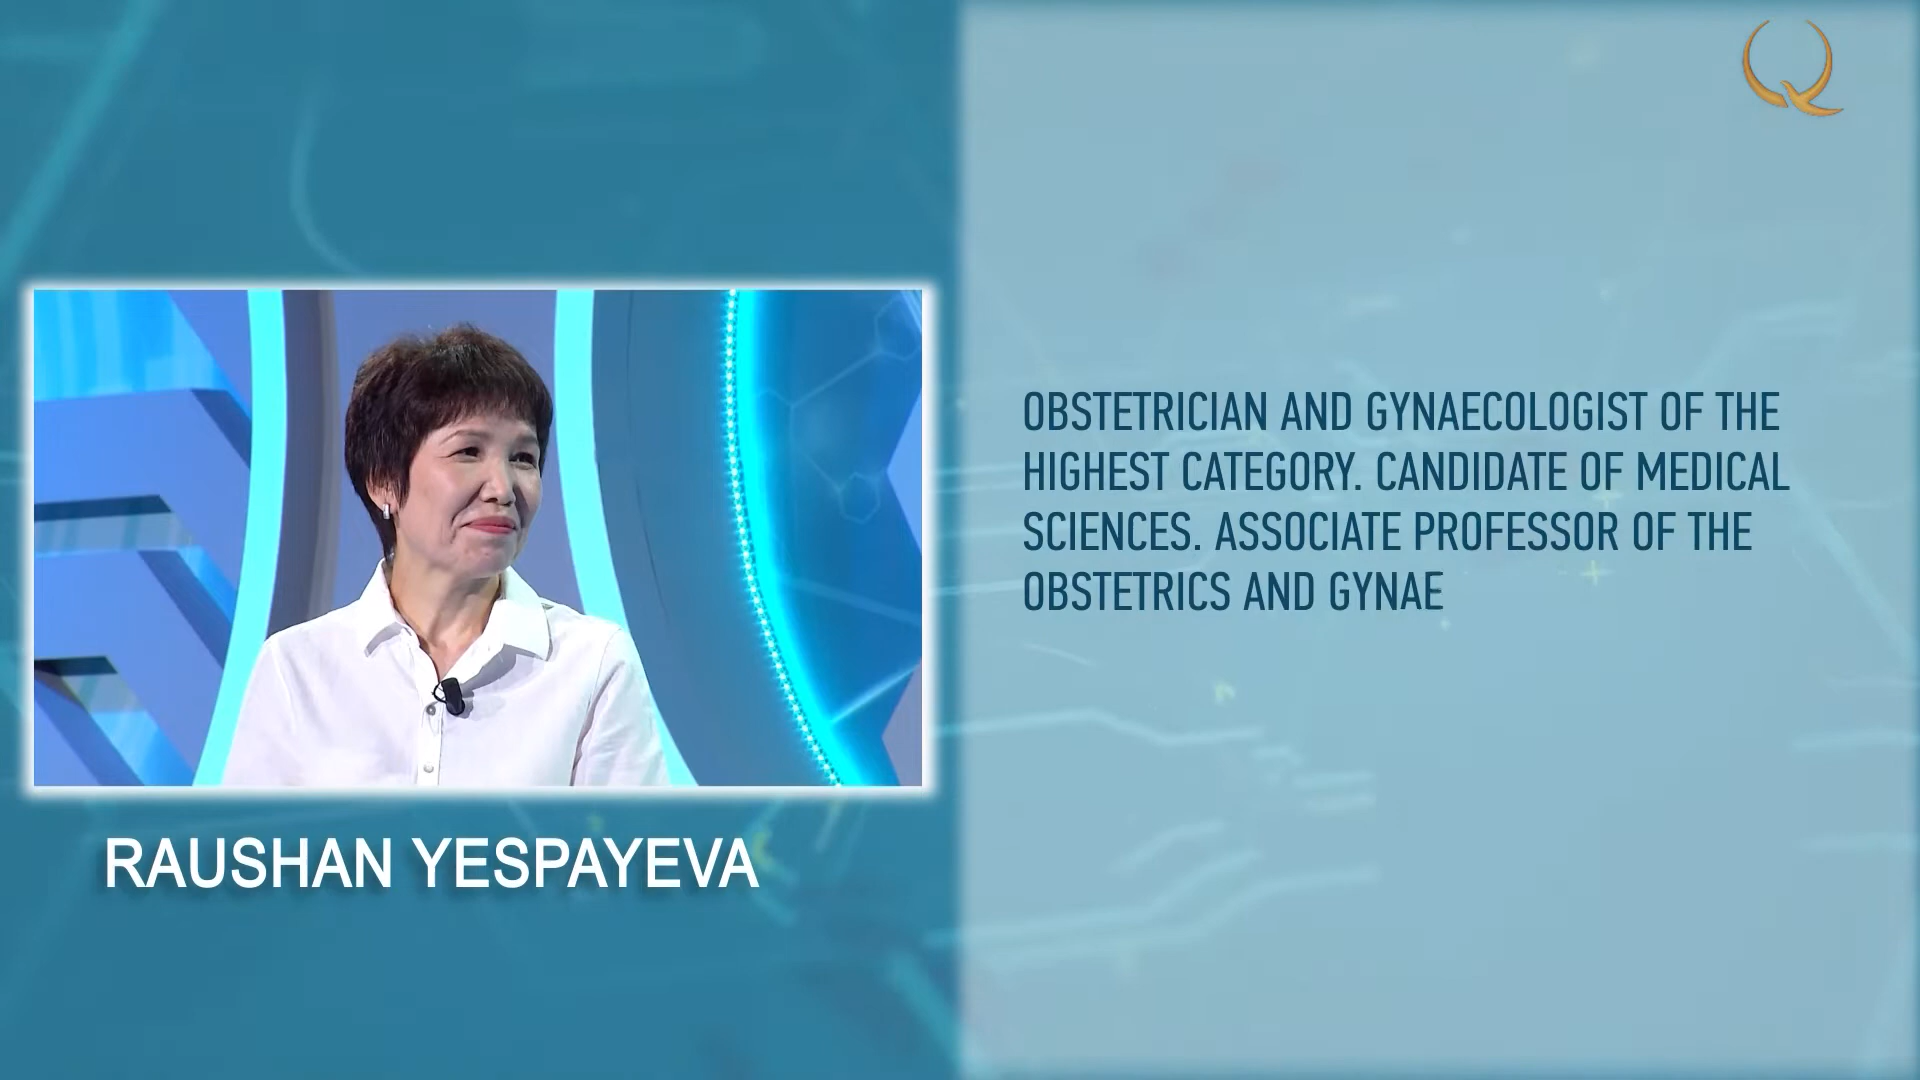 RAUSHAN YESPAYEVA
OBSTETRICIAN AND GYNAECOLOGIST OF THE
HIGHEST CATEGORY. CANDIDATE OF MEDICAL
SCIENCES. ASSOCIATE PROFESSOR OF THE
OBSTETRICS AND GYNAE